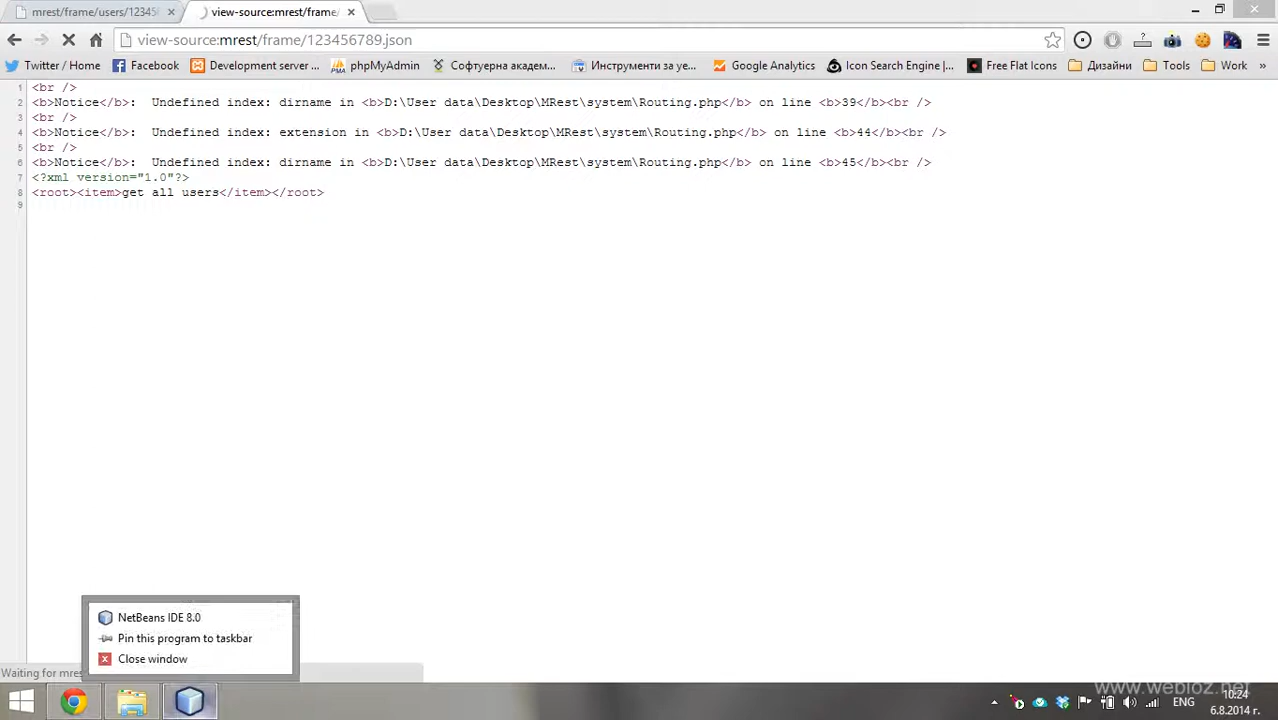 mrest/frame/users/12345
view-source:mrest/frame/
view-source:mrest/frame/123456789.json
Twitter / Home
Facebook
Development server ...
phpMyAdmin
Софтуерна академ...
Инструменти за уе...
Google Analytics
Icon Search Engine |...
Free Flat Icons
Дизайни
Tools
Work
»
1 <br />
2 <b>Notice</b>:  Undefined index: dirname in <b>D:\User data\Desktop\MRest\system\Routing.php</b> on line <b>39</b><br />
3 <br />
4 <b>Notice</b>:  Undefined index: extension in <b>D:\User data\Desktop\MRest\system\Routing.php</b> on line <b>44</b><br />
5 <br />
6 <b>Notice</b>:  Undefined index: dirname in <b>D:\User data\Desktop\MRest\system\Routing.php</b> on line <b>45</b><br />
7 <?xml version="1.0"?>
8 <root><item>get all users</item></root>
9
NetBeans IDE 8.0
Pin this program to taskbar
Close window
Waiting for mres
www.webloz.net
ENG
10:24
6.8.2014 г.